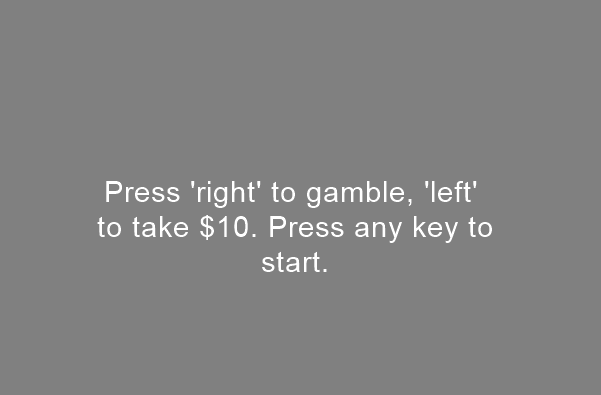 Press 'right' to gamble, 'left'
to take $10. Press any key to
start.